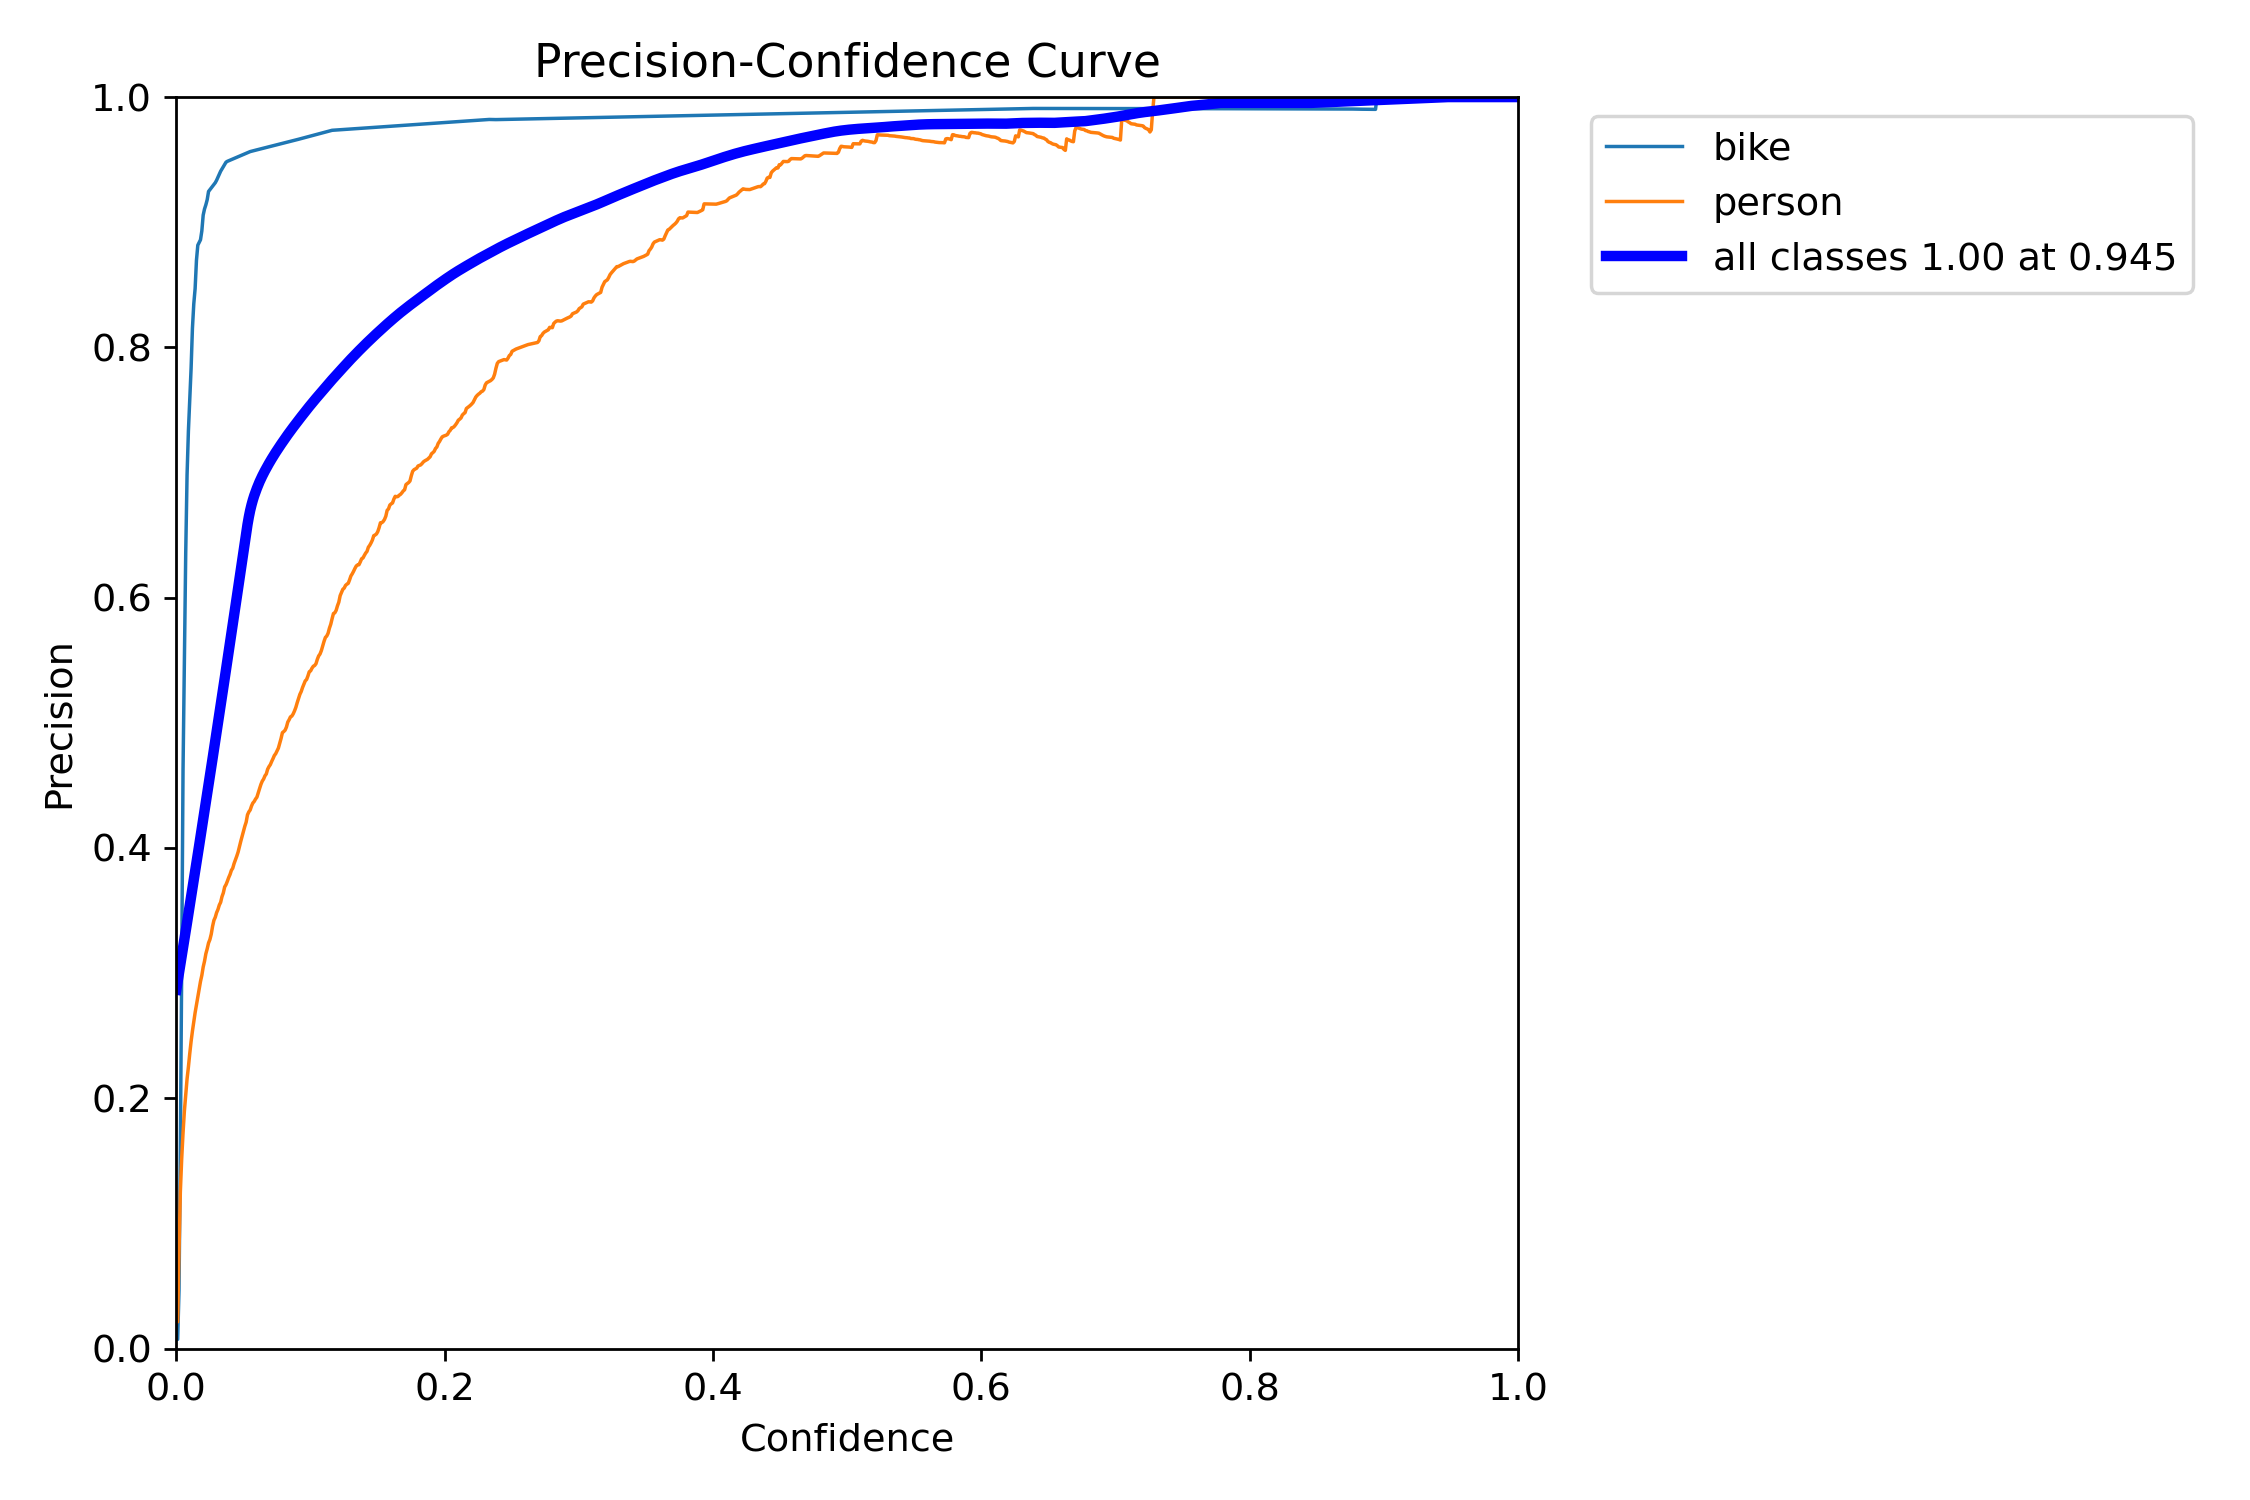 Precision-Confidence Curve
1.0
0.8
0.6
0.4
0.2
0.0
Precision
0.0 0.2 0.4 0.6 0.8 1.0
Confidence
bike
person
all classes 1.00 at 0.945